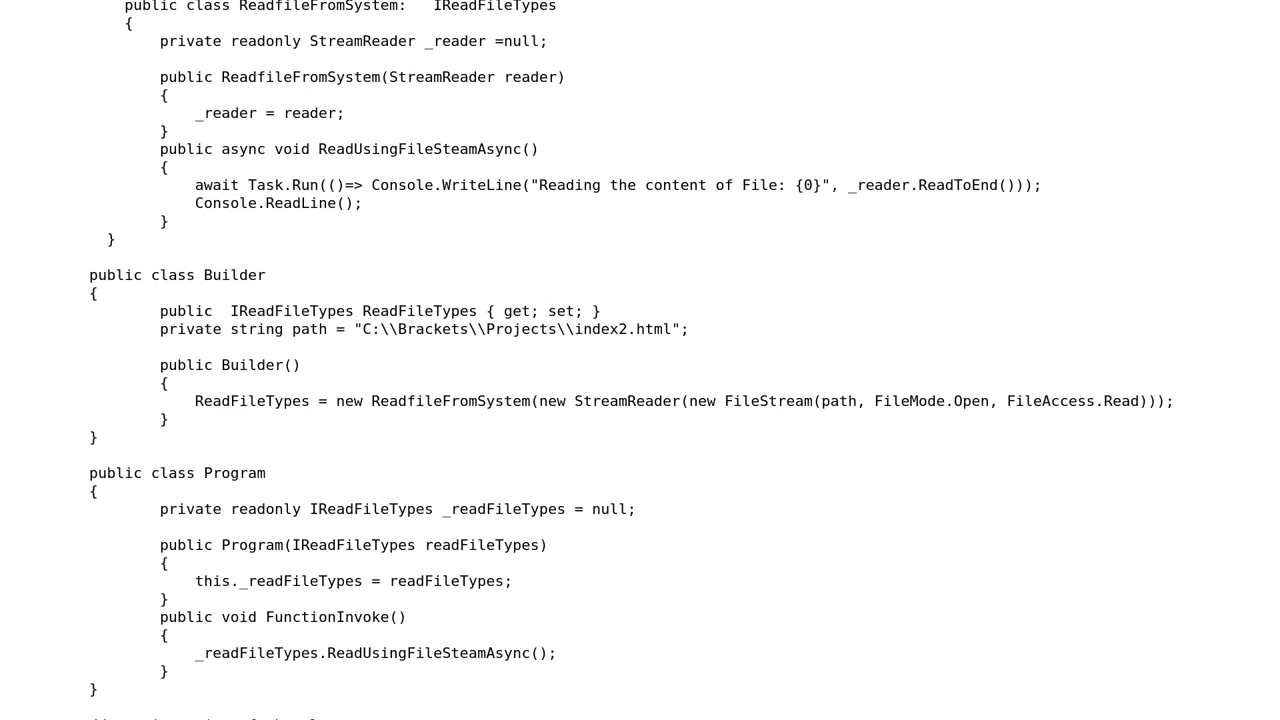 public class ReadfileFromSystem:   IReadFileTypes
{
private readonly StreamReader _reader =null;
public ReadfileFromSystem(StreamReader reader)
{
_reader = reader;
}
public async void ReadUsingFileSteamAsync()
{
await Task.Run(()=> Console.WriteLine("Reading the content of File: {0}", _reader.ReadToEnd()));
Console.ReadLine();
}
}
public class Builder
{
public  IReadFileTypes ReadFileTypes { get; set; }
private string path = "C:\\Brackets\\Projects\\index2.html";
public Builder()
{
ReadFileTypes = new ReadfileFromSystem(new StreamReader(new FileStream(path, FileMode.Open, FileAccess.Read)));
}
}
public class Program
{
private readonly IReadFileTypes _readFileTypes = null;
public Program(IReadFileTypes readFileTypes)
{
this._readFileTypes = readFileTypes;
}
public void FunctionInvoke()
{
_readFileTypes.ReadUsingFileSteamAsync();
}
}